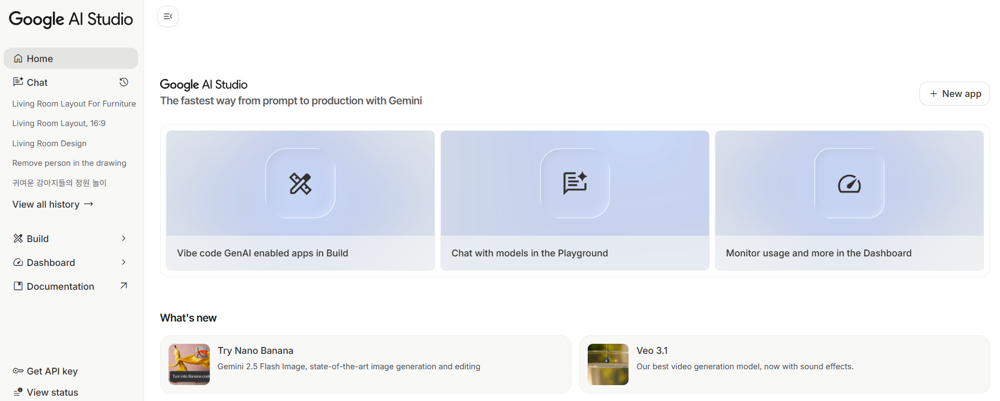 Google AI Studio
Home
Chat
Living Room Layout For Furniture
Living Room Layout, 16:9
Living Room Design
Remove person in the drawing
귀여운 강아지들의 정원 놀이
View all history →
Build
Dashboard
Documentation
Get API key
View status
Google AI Studio
The fastest way from prompt to production with Gemini
+ New app
Vibe code GenAI enabled apps in Build
Chat with models in the Playground
Monitor usage and more in the Dashboard
What's new
Turn into Banana cost
Try Nano Banana
Gemini 2.5 Flash Image, state-of-the-art image generation and editing
Veo 3.1
Our best video generation model, now with sound effects.